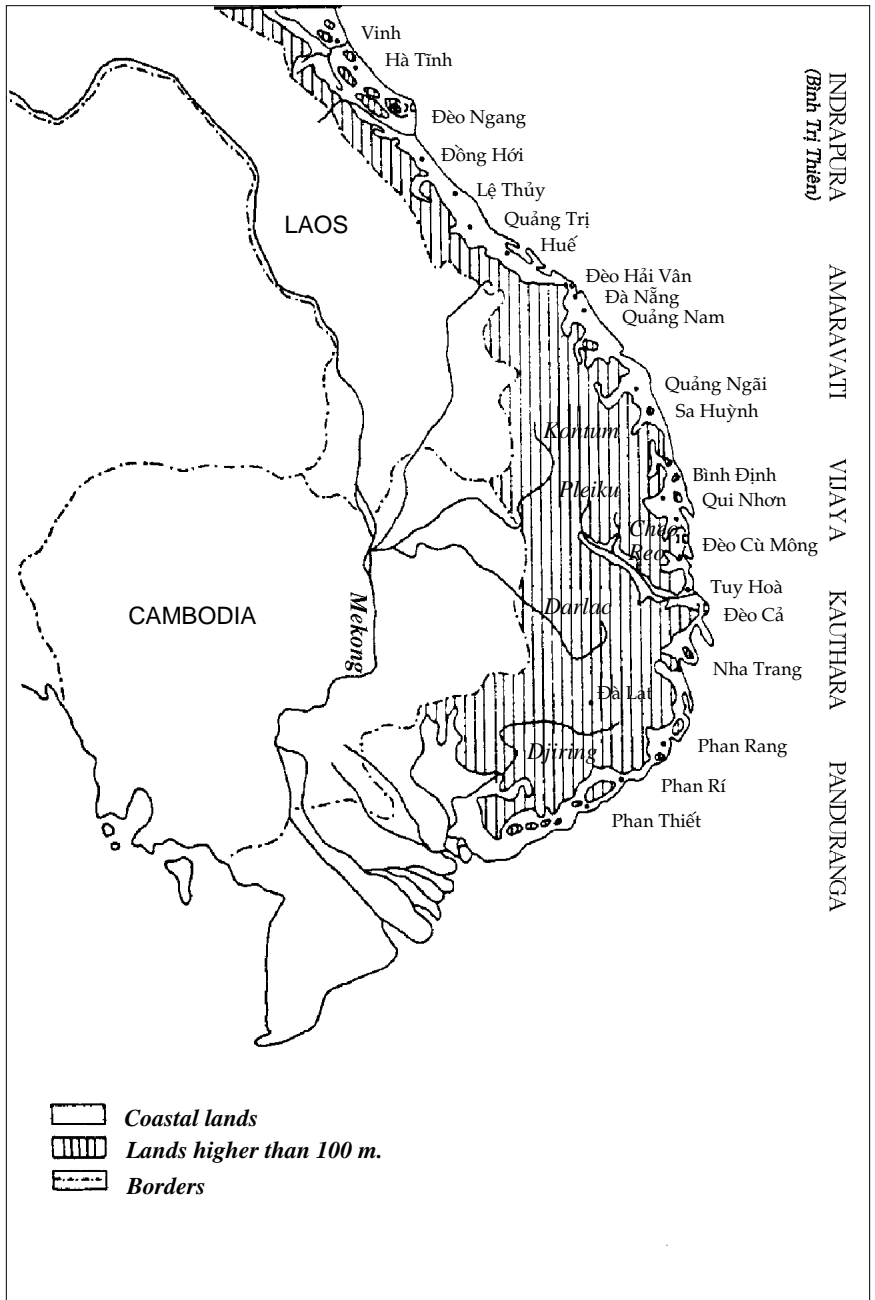 Vinh
Hà Tĩnh
Đèo Ngang
Đồng Hới
Lệ Thủy
Quảng Trị
Huế
Đèo Hải Vân
Đà Nẵng
Quảng Nam
Quảng Ngãi
Sa Huỳnh
Bình Định
Qui Nhơn
Đèo Cù Mông
Tuy Hoà
Đèo Cả
Nha Trang
Phan Rang
Phan Rí
Phan Thiết
LAOS
CAMBODIA
Mekong
Kontum
Pleiku
Cheo
Reo
Darlac
Đà Lạt
Djiring
INDRAPURA
(Bình Trị Thiên)
AMARAVATI
VIJAYA
KAUTHARA
PANDURANGA
Coastal lands
Lands higher than 100 m.
Borders